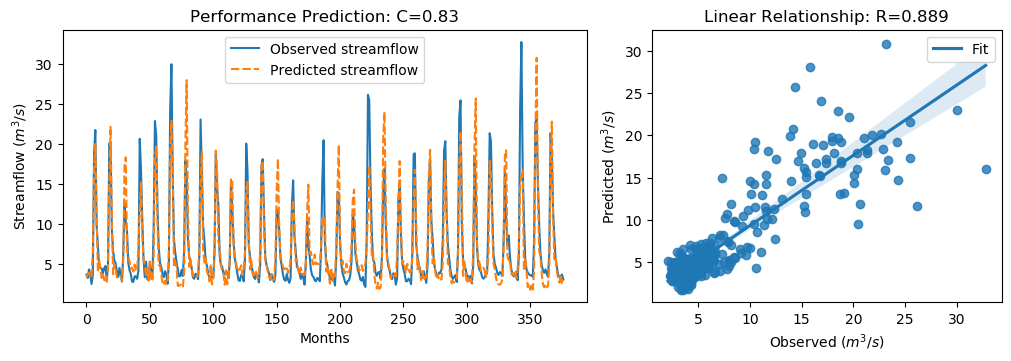 Performance Prediction: C=0.83
Observed streamflow
Predicted streamflow
Streamflow (m³/s)
30
25
20
15
10
5
0
50
100
150
200
250
300
350
Months
Linear Relationship: R=0.889
Fit
Predicted (m³/s)
30
25
20
15
10
5
5
10
15
20
25
30
Observed (m³/s)